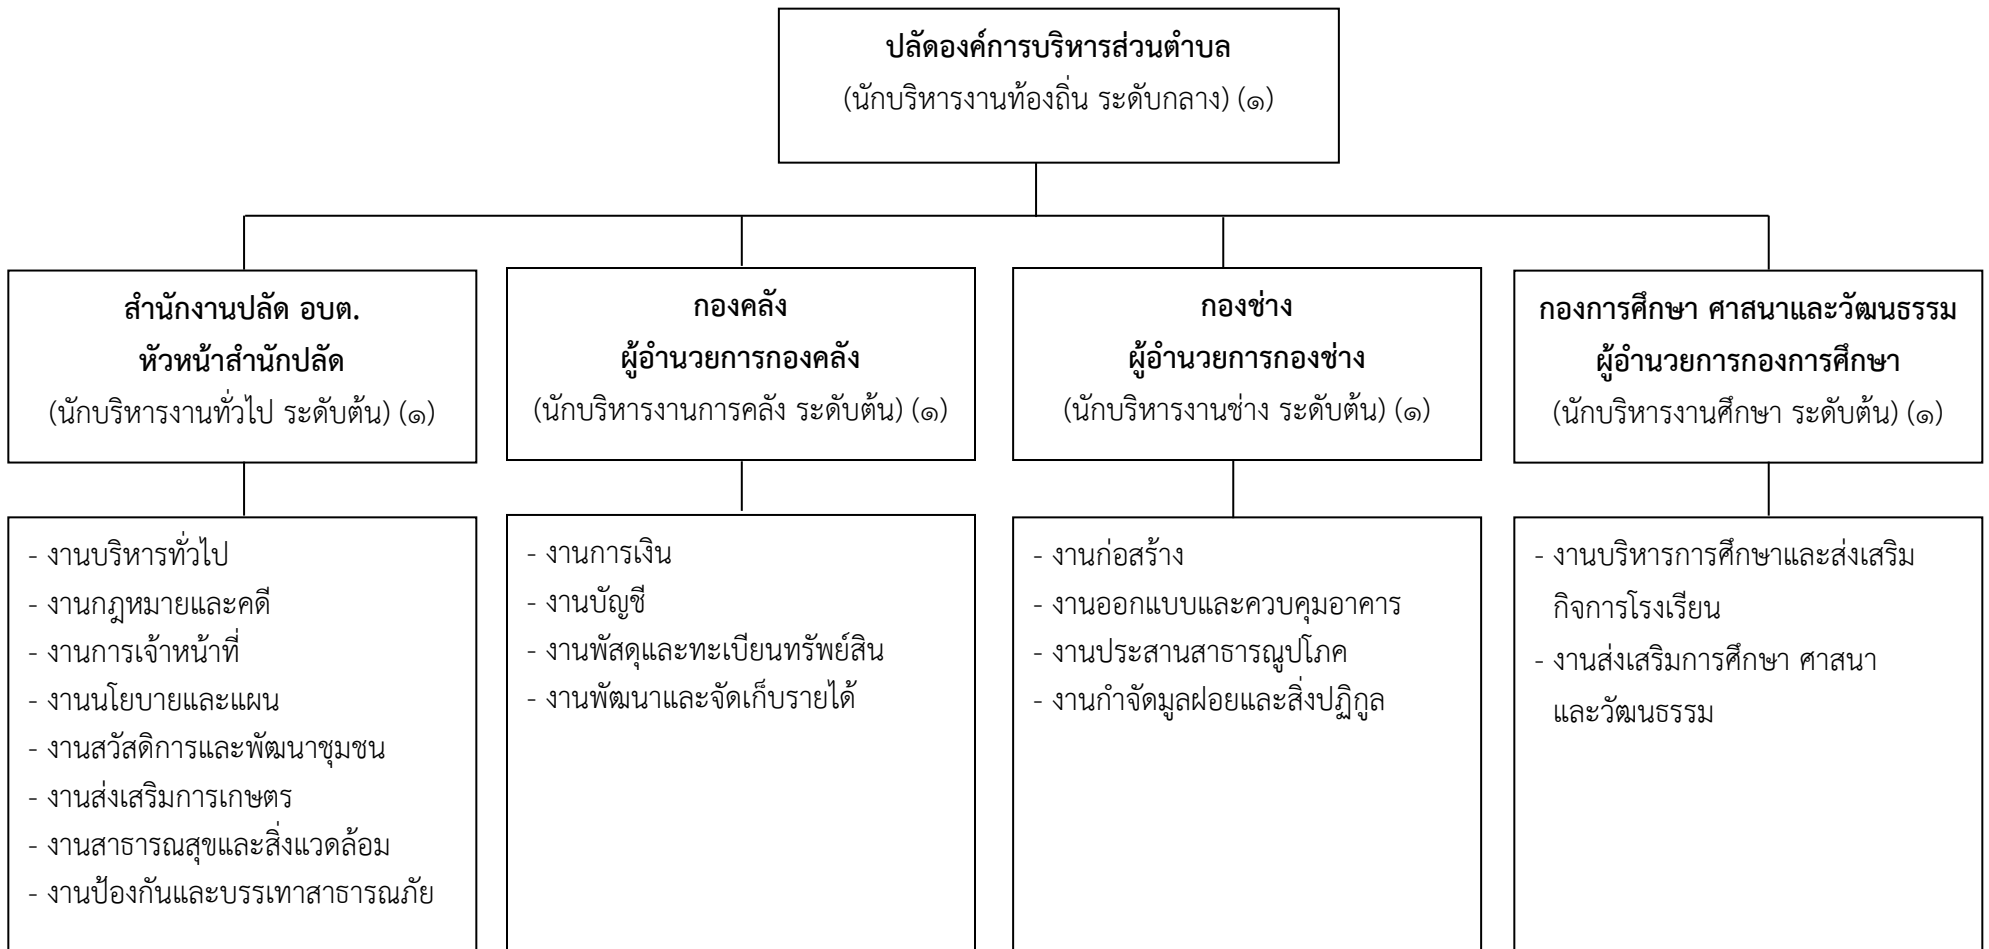 ปลัดองค์การบริหารส่วนตำบล
(นักบริหารงานท้องถิ่น ระดับกลาง) (๑)
สำนักงานปลัด อบต.
หัวหน้าสำนักปลัด
(นักบริหารงานทั่วไป ระดับต้น) (๑)
กองคลัง
ผู้อำนวยการกองคลัง
(นักบริหารงานการคลัง ระดับต้น) (๑)
กองช่าง
ผู้อำนวยการกองช่าง
(นักบริหารงานช่าง ระดับต้น) (๑)
กองการศึกษา ศาสนาและวัฒนธรรม
ผู้อำนวยการกองการศึกษา
(นักบริหารงานศึกษา ระดับต้น) (๑)
- งานบริหารทั่วไป
- งานกฎหมายและคดี
- งานการเจ้าหน้าที่
- งานนโยบายและแผน
- งานสวัสดิการและพัฒนาชุมชน
- งานส่งเสริมการเกษตร
- งานสาธารณสุขและสิ่งแวดล้อม
- งานป้องกันและบรรเทาสาธารณภัย
- งานการเงิน
- งานบัญชี
- งานพัสดุและทะเบียนทรัพย์สิน
- งานพัฒนาและจัดเก็บรายได้
- งานก่อสร้าง
- งานออกแบบและควบคุมอาคาร
- งานประสานสาธารณูปโภค
- งานกำจัดมูลฝอยและสิ่งปฏิกูล
- งานบริหารการศึกษาและส่งเสริม
กิจการโรงเรียน
- งานส่งเสริมการศึกษา ศาสนา
และวัฒนธรรม